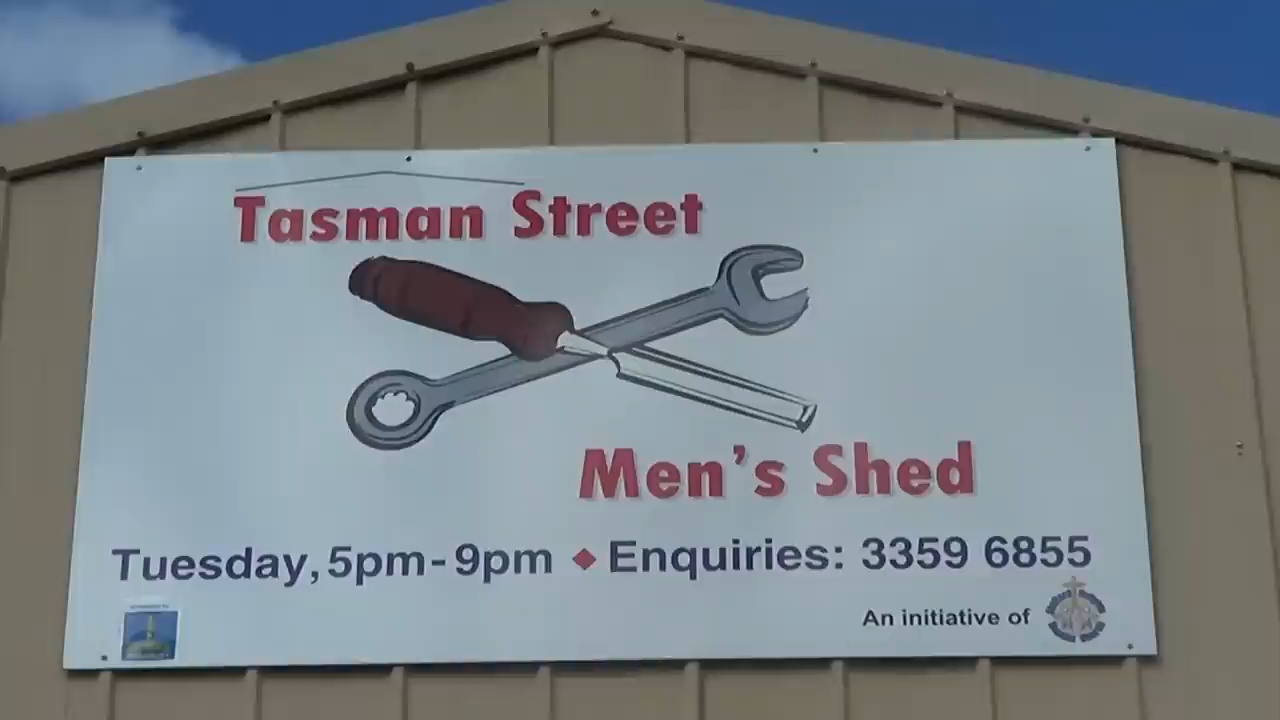 Tasman Street
Men's Shed
Tuesday, 5pm-9pm ♦ Enquiries: 3359 6855
An initiative of